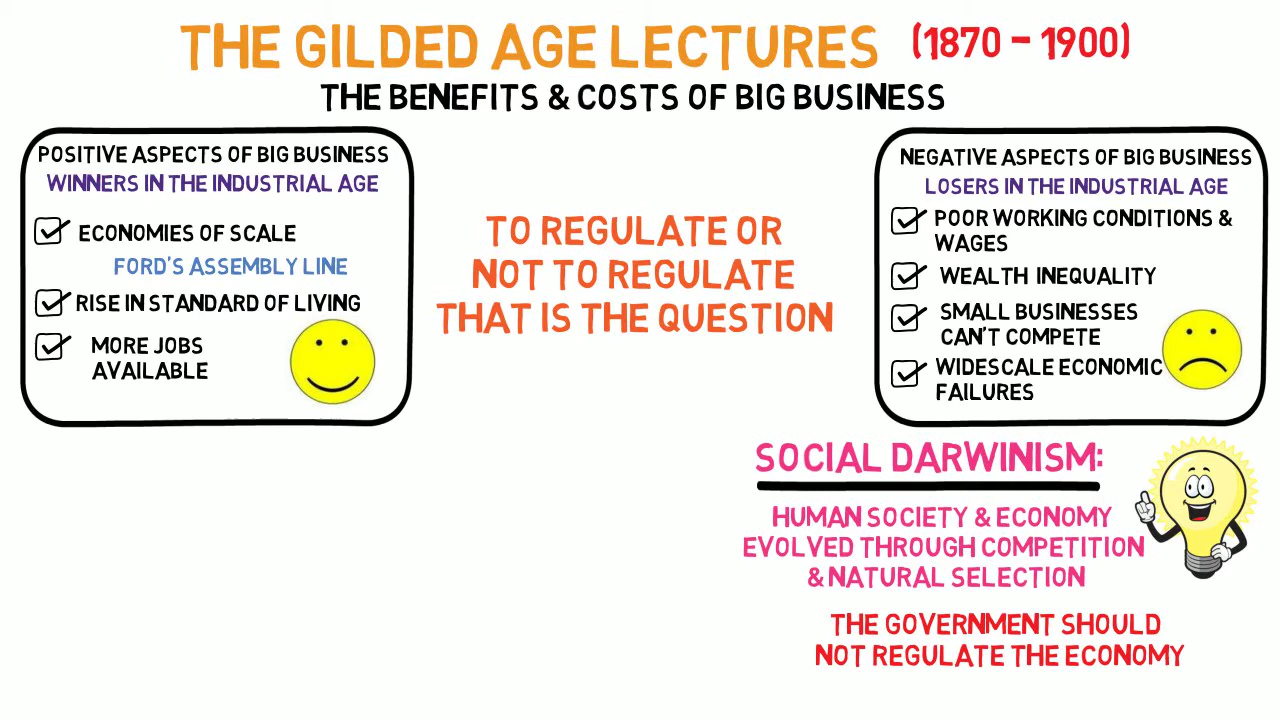 THE GILDED AGE LECTURES (1870 - 1900)
THE BENEFITS & COSTS OF BIG BUSINESS
POSITIVE ASPECTS OF BIG BUSINESS
WINNERS IN THE INDUSTRIAL AGE
ECONOMIES OF SCALE
FORD'S ASSEMBLY LINE
RISE IN STANDARD OF LIVING
MORE JOBS
AVAILABLE
TO REGULATE OR
NOT TO REGULATE
THAT IS THE QUESTION
NEGATIVE ASPECTS OF BIG BUSINESS
LOSERS IN THE INDUSTRIAL AGE
POOR WORKING CONDITIONS &
WAGES
WEALTH INEQUALITY
SMALL BUSINESSES
CAN'T COMPETE
WIDESCALE ECONOMIC
FAILURES
SOCIAL DARWINISM:
HUMAN SOCIETY & ECONOMY
EVOLVED THROUGH COMPETITION
& NATURAL SELECTION
THE GOVERNMENT SHOULD
NOT REGULATE THE ECONOMY